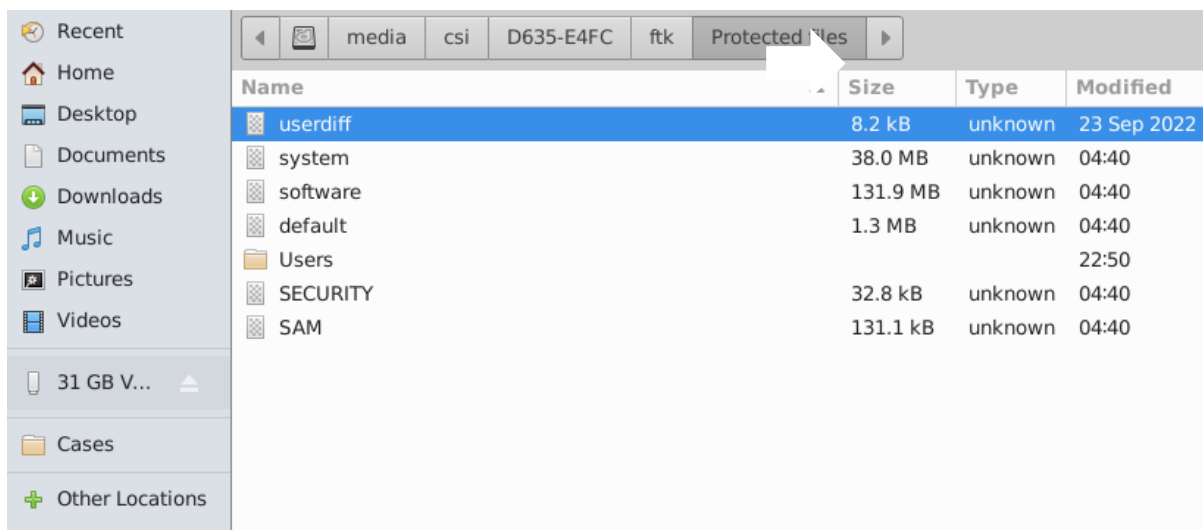 Recent
Home
Desktop
Documents
Downloads
Music
Pictures
Videos
31 GB V...
Cases
Other Locations
media csi D635-E4FC ftk Protected files
Name Size Type Modified
userdiff 8.2 kB unknown 23 Sep 2022
system 38.0 MB unknown 04:40
software 131.9 MB unknown 04:40
default 1.3 MB unknown 04:40
Users 22:50
SECURITY 32.8 kB unknown 04:40
SAM 131.1 kB unknown 04:40